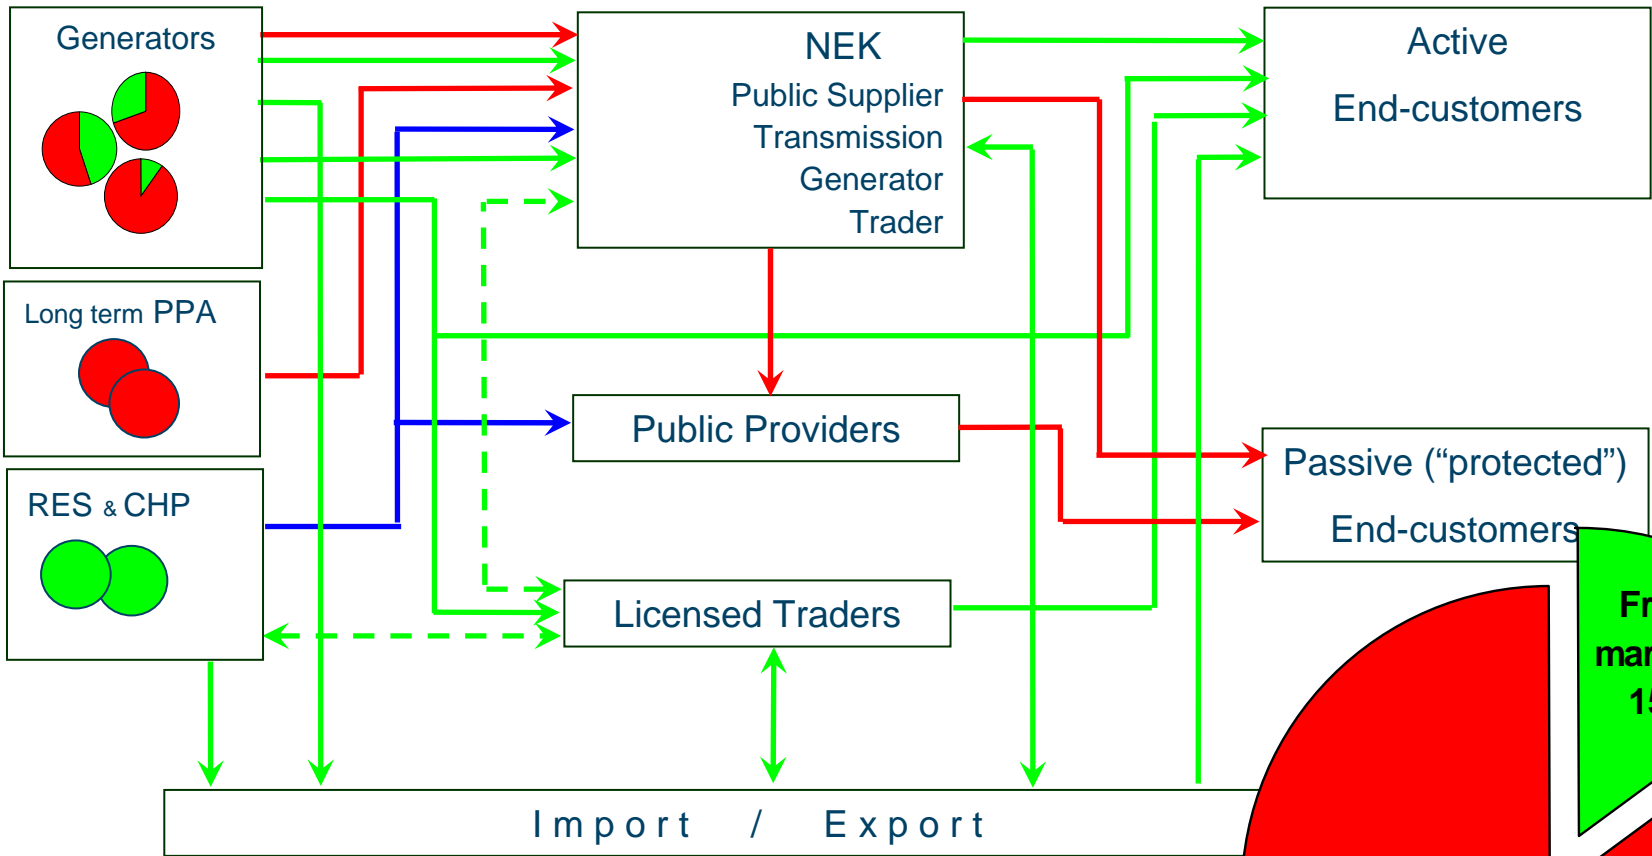 Generators
Long term PPA
RES & CHP
NEK
Public Supplier
Transmission
Generator
Trader
Public Providers
Licensed Traders
Active
End-customers
Passive (“protected”)
End-customers
Import / Export
15